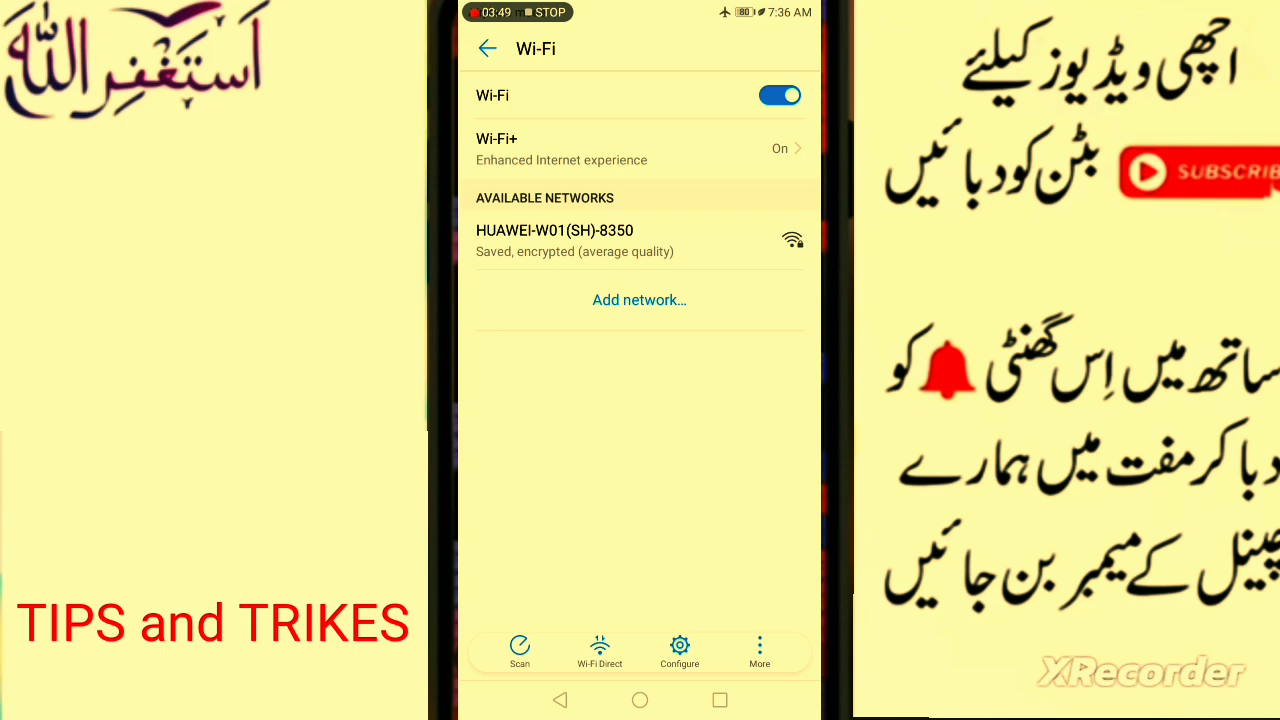 اَستَغفِرُ اللّٰه
TIPS and TRIKES
03:49 STOP
80 7:36 AM
Wi-Fi
Wi-Fi
Wi-Fi+
Enhanced Internet experience
On
AVAILABLE NETWORKS
HUAWEI-W01(SH)-8350
Saved, encrypted (average quality)
Add network...
Scan
Wi-Fi Direct
Configure
More
اچھی ویڈیوز کیلئے
بٹن کو دبائیں
SUBSCRIB
ساتھ میں اِس گھنٹی کو
دبا کر مفت میں ہمارے
چینل کے میمبر بن جائیں
XRecorder